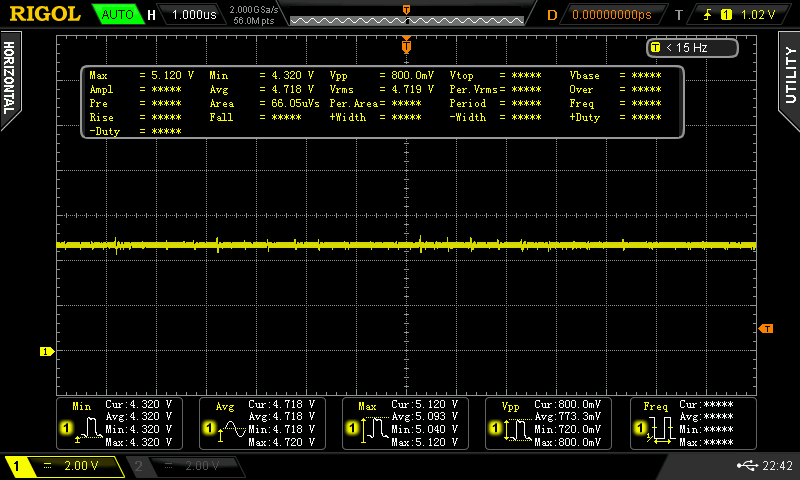 RIGOL AUTO H 1.000us 2.000GSa/s 56.0M pts T D 0.00000000ps T 1 1.02 V
HORIZONTAL
UTILITY
T
T < 15 Hz
Max = 5.120 V Min = 4.320 V Vpp = 800.0mV Vtop = ***** Vbase = *****
Ampl = ***** Avg = 4.718 V Vrms = 4.719 V Per.Vrms= ***** Over = *****
Pre = ***** Area = 66.05uVs Per.Area= ***** Period = ***** Freq = *****
Rise = ***** Fall = ***** +Width = ***** -Width = ***** +Duty = *****
-Duty = *****
T
1
Min
1
Cur:4.320 V
Avg:4.320 V
Min:4.320 V
Max:4.320 V
Avg
1
Cur:4.718 V
Avg:4.718 V
Min:4.718 V
Max:4.720 V
Max
1
Cur:5.120 V
Avg:5.093 V
Min:5.040 V
Max:5.120 V
Vpp
1
Cur:800.0mV
Avg:773.3mV
Min:720.0mV
Max:800.0mV
Freq
1
Cur:*****
Avg:*****
Min:*****
Max:*****
1 2.00 V 2 2.00 V 22:42